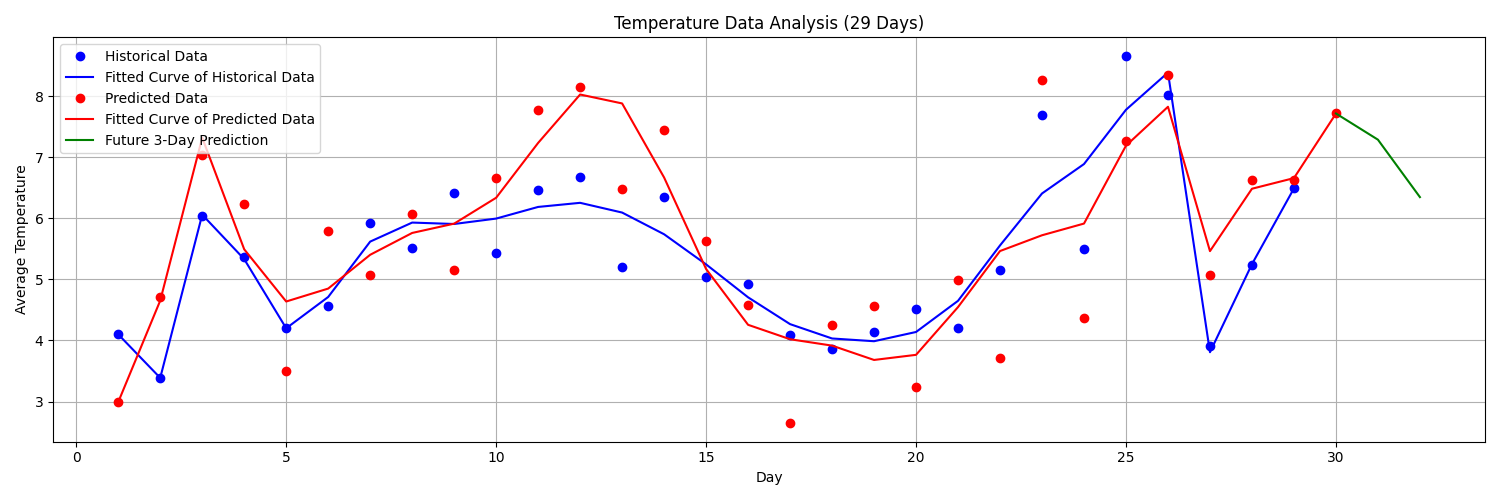 Temperature Data Analysis (29 Days)
Historical Data
Fitted Curve of Historical Data
Predicted Data
Fitted Curve of Predicted Data
Future 3-Day Prediction
Average Temperature
8
7
6
5
4
3
0 5 10 15 20 25 30
Day